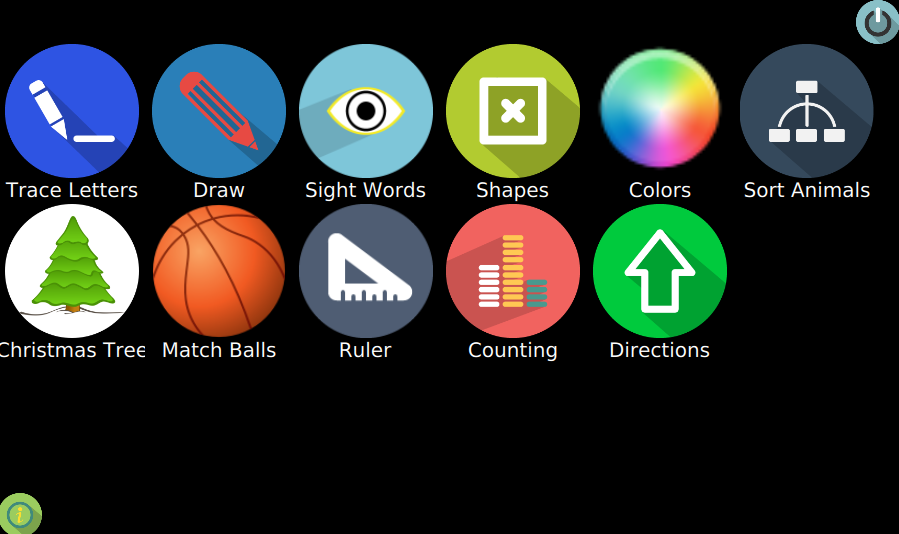 Trace Letters
Draw
Sight Words
Shapes
Colors
Sort Animals
Christmas Tree
Match Balls
Ruler
Counting
Directions
i